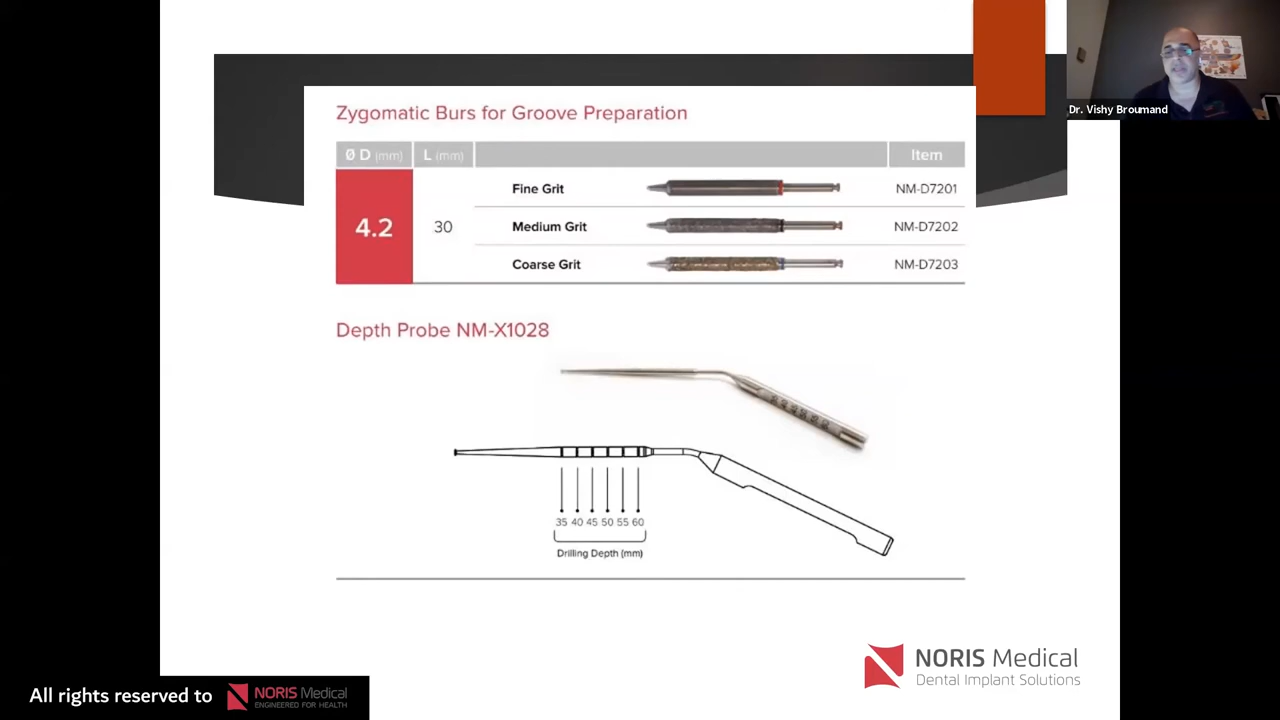 Dr. Vishy Broumand
Zygomatic Burs for Groove Preparation
Ø D (mm) L (mm) Item
4.2 30
Fine Grit NM-D7201
Medium Grit NM-D7202
Coarse Grit NM-D7203
Depth Probe NM-X1028
35 40 45 50 55 60
Drilling Depth (mm)
NORIS Medical
Dental Implant Solutions
All rights reserved to NORIS Medical
ENGINEERED FOR HEALTH